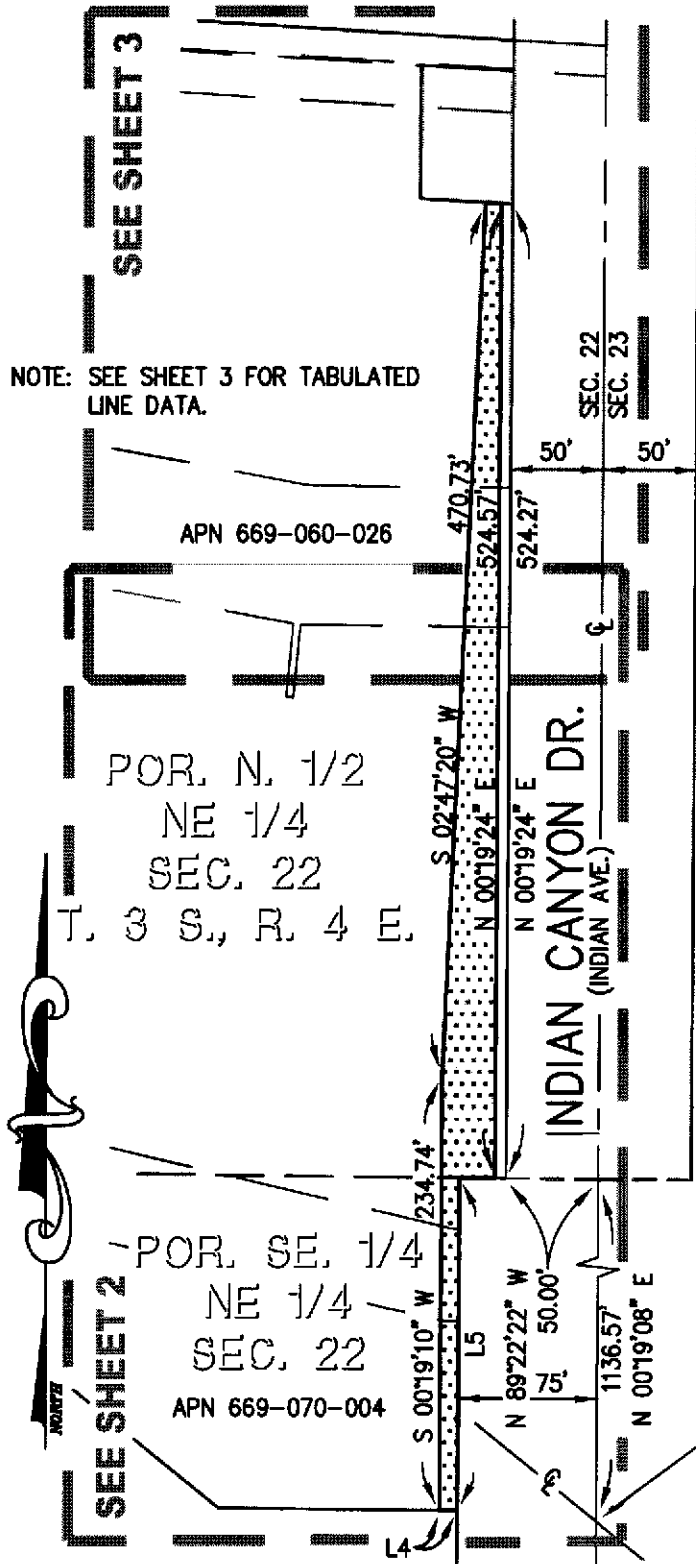 SEE SHEET 3
NOTE: SEE SHEET 3 FOR TABULATED
LINE DATA.
SEC. 22
SEC. 23
50'
50'
470.73'
524.57'
524.27'
APN 669-060-026
℄
POR. N. 1/2
NE 1/4
SEC. 22
T. 3 S., R. 4 E.
S 02°47'20" W
N 00°19'24" E
N 00°19'24" E
INDIAN CANYON DR.
(INDIAN AVE.)
234.74'
POR. SE. 1/4
NE 1/4
SEC. 22
APN 669-070-004
S 00°19'10" W
L5
N 89°22'22" W
50.00'
75'
1136.57'
N 00°19'08" E
SEE SHEET 2
NORTH
℄
L4